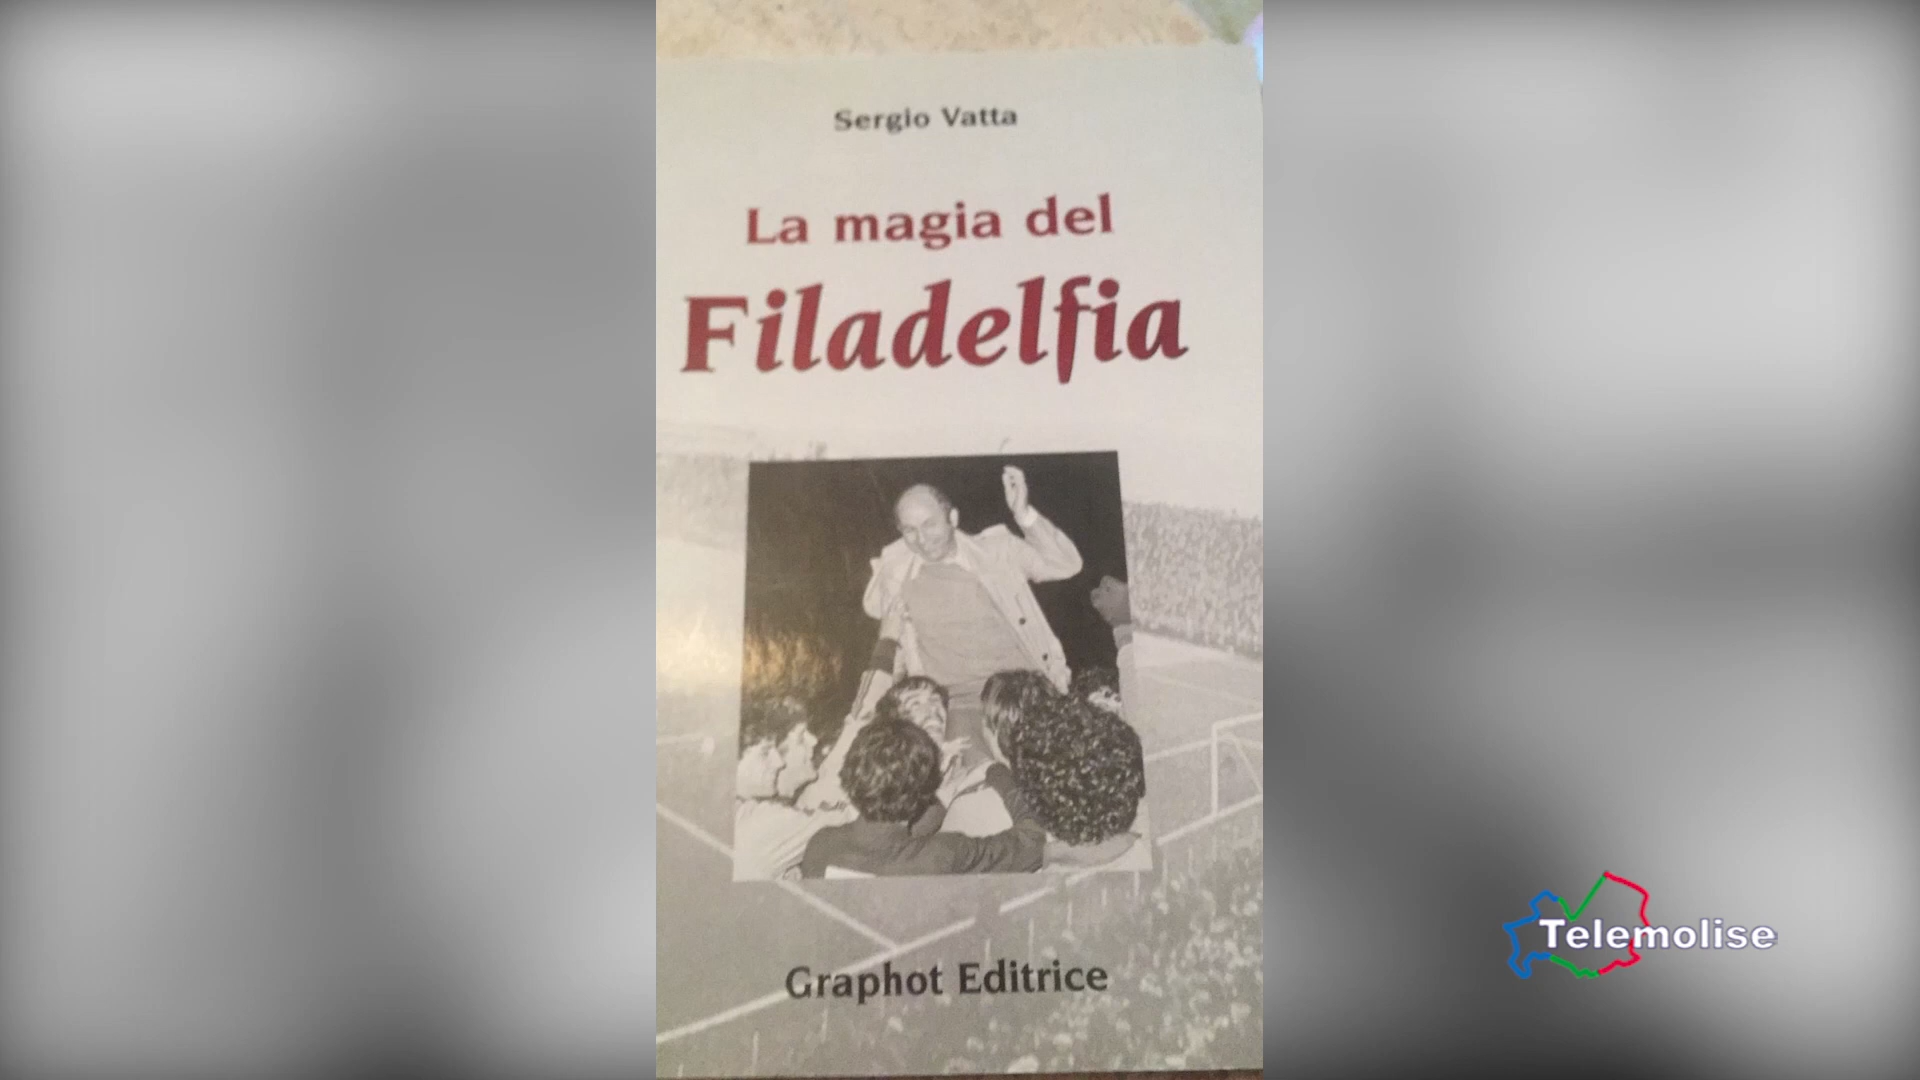 Sergio Vatta
La magia del
Filadelfia
Graphot Editrice
Telemolise